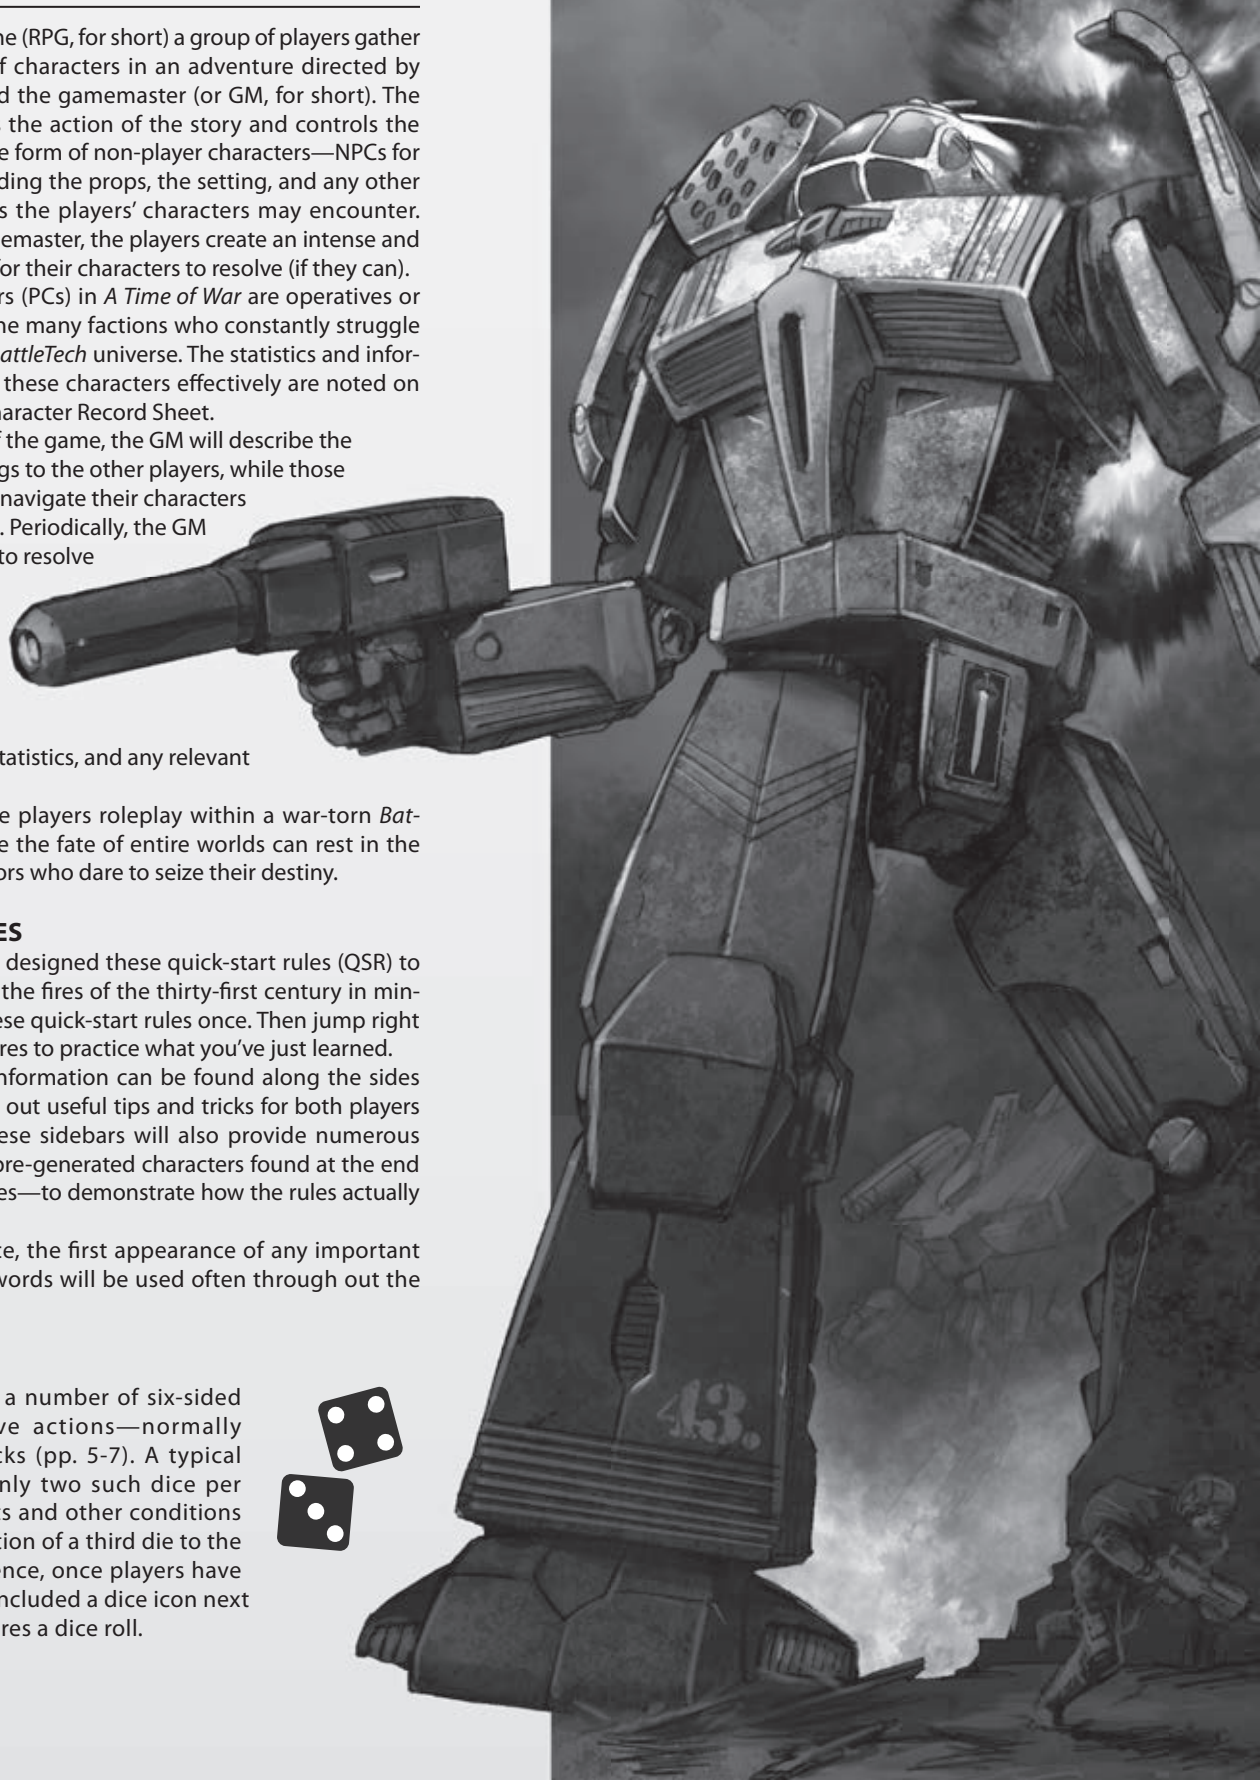 ne (RPG, for short) a group of players gather
f characters in an adventure directed by
d the gamemaster (or GM, for short). The
s the action of the story and controls the
e form of non-player characters—NPCs for
ding the props, the setting, and any other
s the players’ characters may encounter.
emaster, the players create an intense and
for their characters to resolve (if they can).
rs (PCs) in A Time of War are operatives or
ne many factions who constantly struggle
attleTech universe. The statistics and infor-
these characters effectively are noted on
haracter Record Sheet.
f the game, the GM will describe the
gs to the other players, while those
navigate their characters
. Periodically, the GM
to resolve
tatistics, and any relevant
e players roleplay within a war-torn Bat-
e the fate of entire worlds can rest in the
ors who dare to seize their destiny.
ES
designed these quick-start rules (QSR) to
the fires of the thirty-first century in min-
ese quick-start rules once. Then jump right
res to practice what you’ve just learned.
nformation can be found along the sides
out useful tips and tricks for both players
ese sidebars will also provide numerous
pre-generated characters found at the end
es—to demonstrate how the rules actually
te, the first appearance of any important
words will be used often through out the
a number of six-sided
ve actions—normally
cks (pp. 5-7). A typical
nly two such dice per
ts and other conditions
tion of a third die to the
ence, once players have
included a dice icon next
res a dice roll.
43.